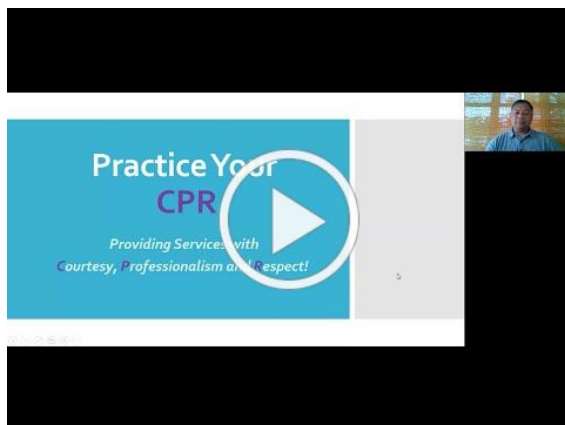 Practice Your
CPR
Providing Services with
Courtesy, Professionalism and Respect!